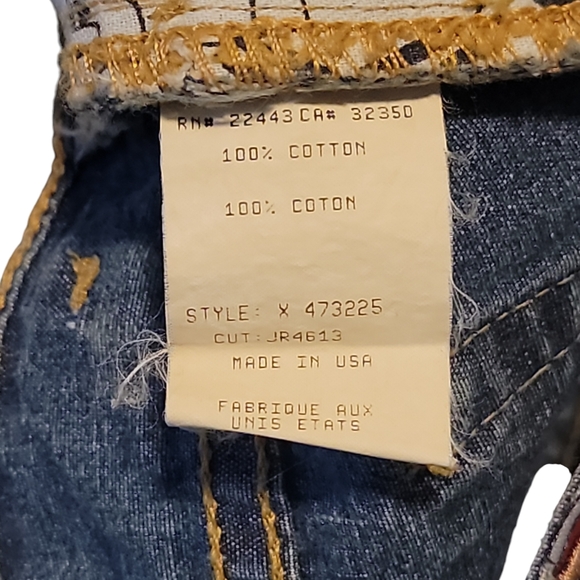 RN# 22443 CA# 32350
100% COTTON
100% COTON
STYLE: X 473225
CUT: JR4613
MADE IN USA
FABRIQUE AUX
UNIS ETATS